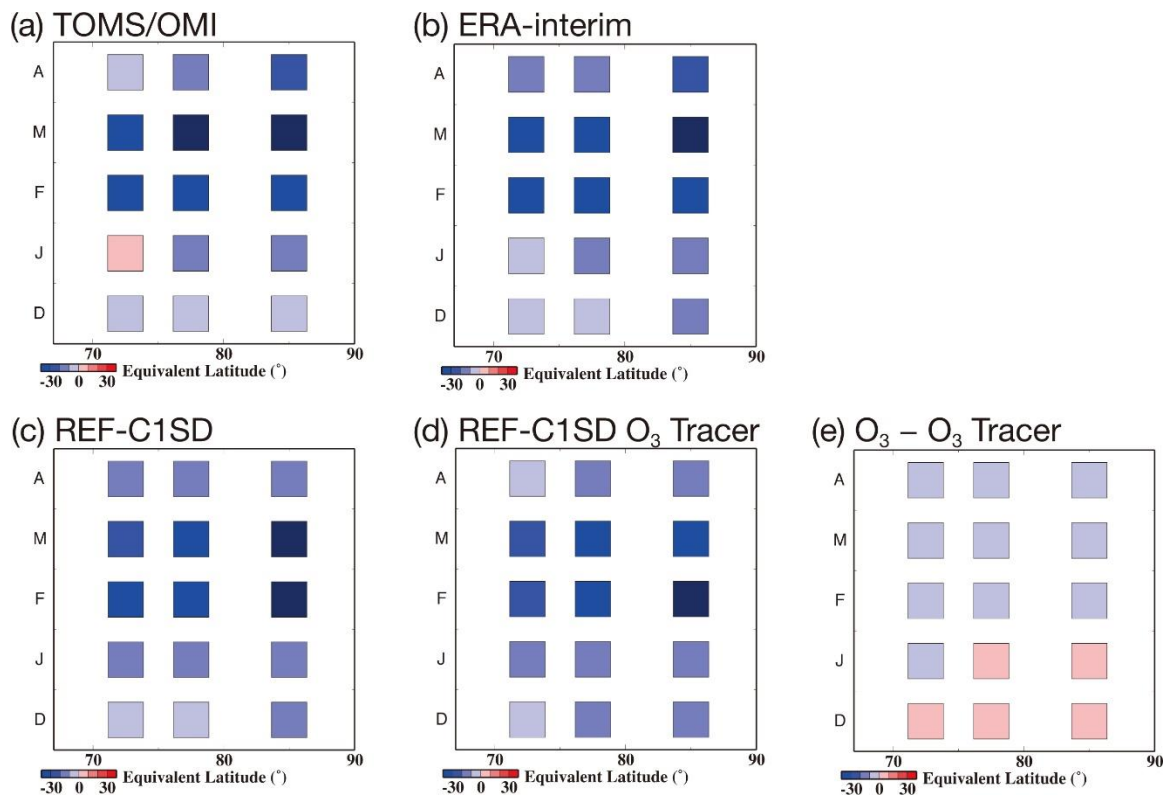 (a) TOMS/OMI
A
M
F
J
D
70 80 90
-30 0 30 Equivalent Latitude (°)
(b) ERA-interim
A
M
F
J
D
70 80 90
-30 0 30 Equivalent Latitude (°)
(c) REF-C1SD
A
M
F
J
D
70 80 90
-30 0 30 Equivalent Latitude (°)
(d) REF-C1SD O₃ Tracer
A
M
F
J
D
70 80 90
-30 0 30 Equivalent Latitude (°)
(e) O₃ – O₃ Tracer
A
M
F
J
D
70 80 90
-30 0 30 Equivalent Latitude (°)